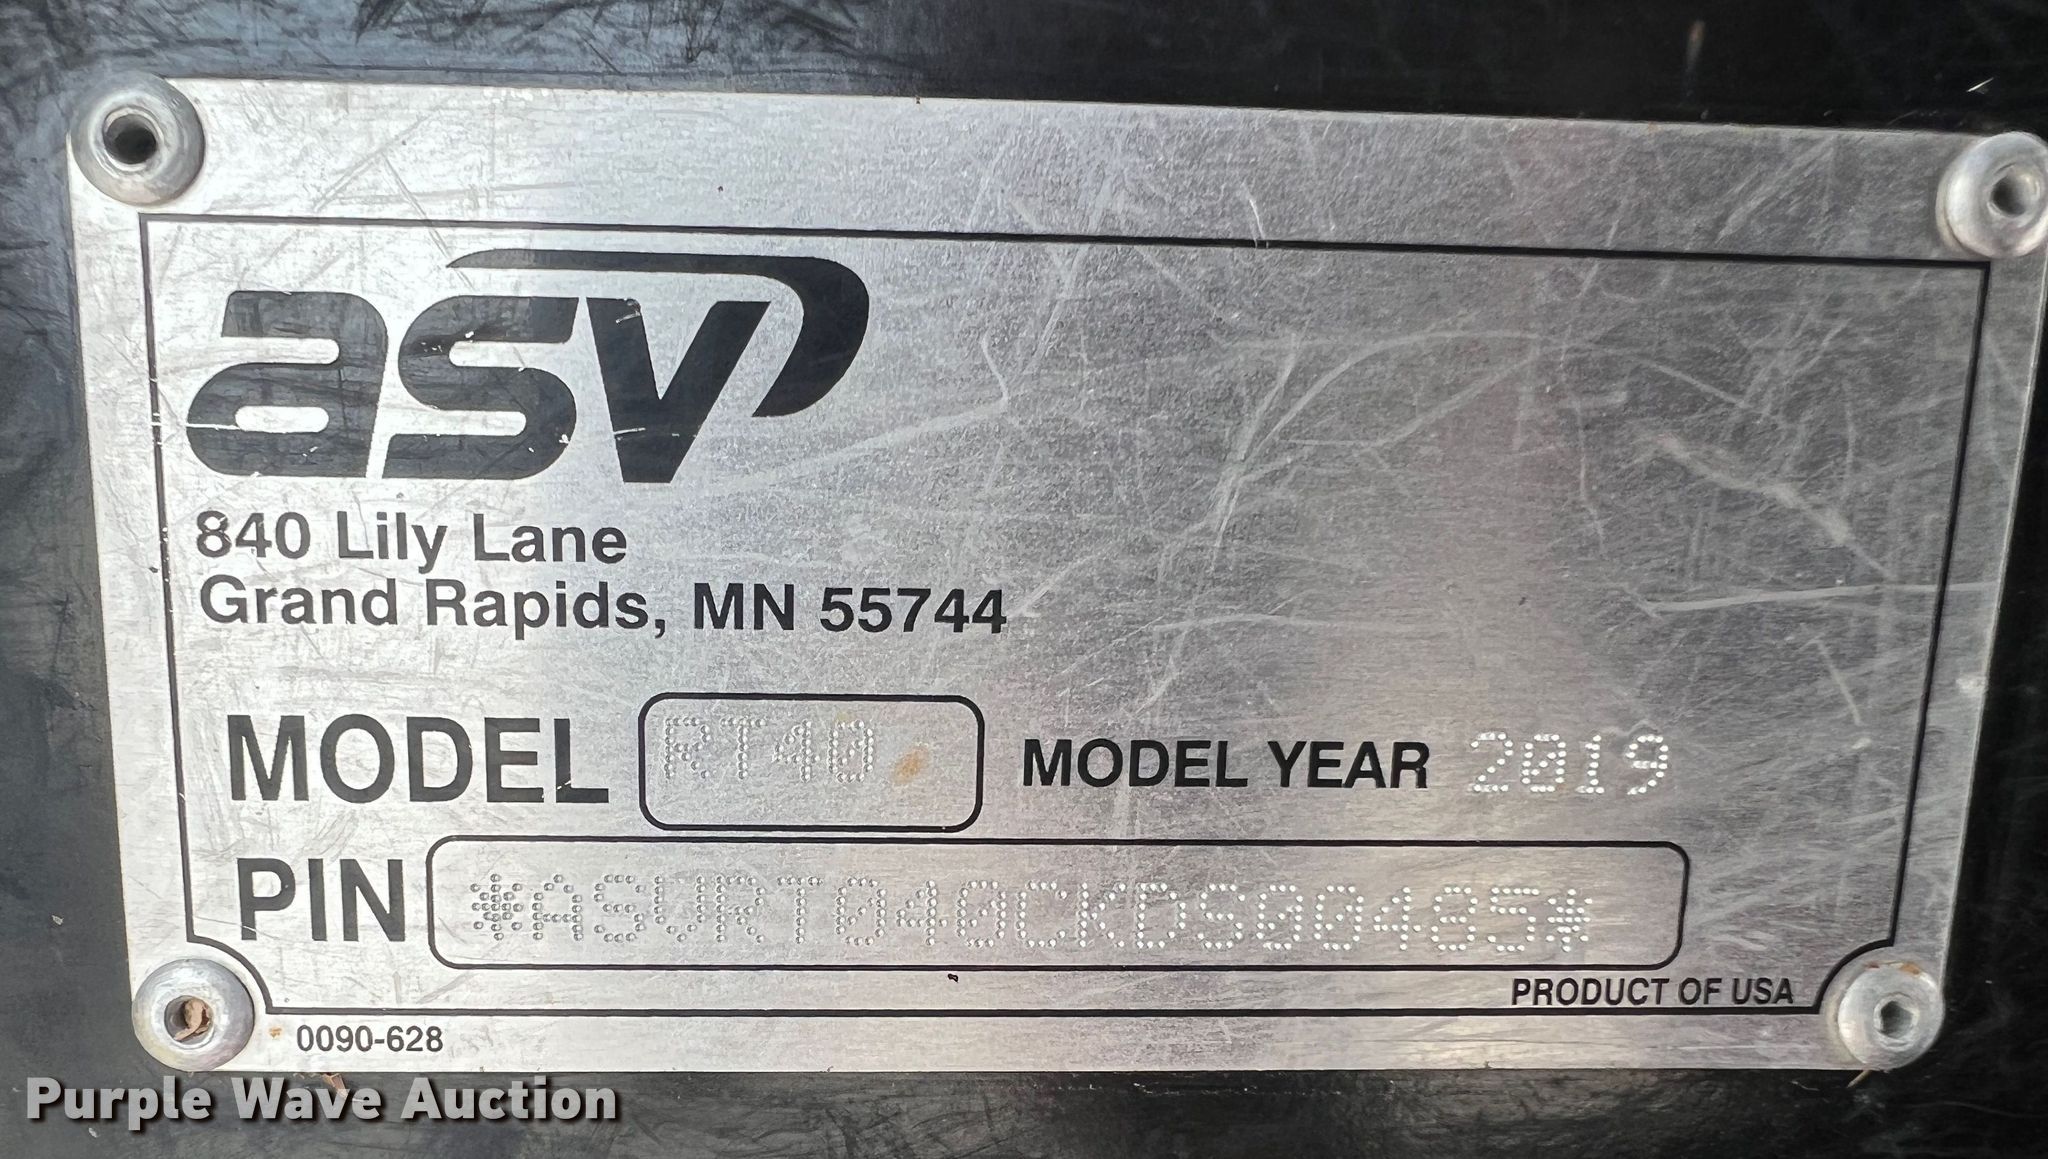 asv
840 Lily Lane
Grand Rapids, MN 55744
MODEL RT40 MODEL YEAR 2019
PIN *ASVRT040CKDS00485*
PRODUCT OF USA
0090-628
Purple Wave Auction